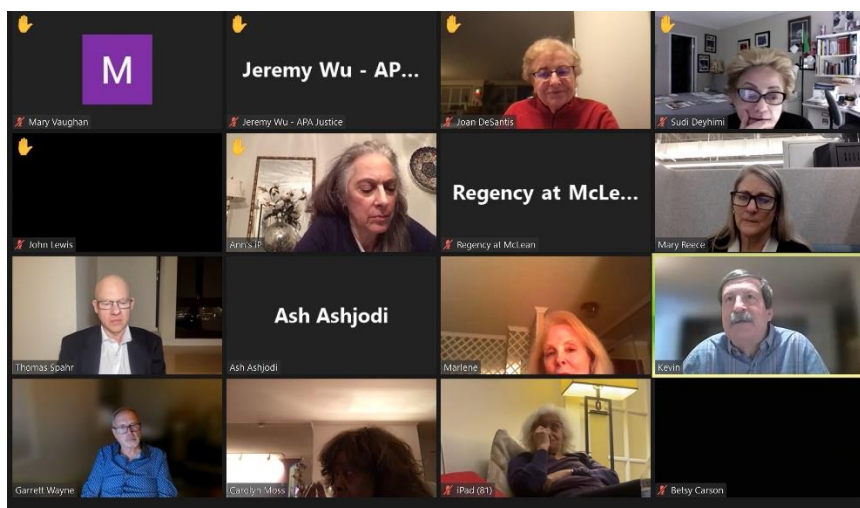 M
Mary Vaughan
Jeremy Wu - AP...
Jeremy Wu - APA Justice
Joan DeSantis
Sudi Deyhimi
John Lewis
Ann's iP
Regency at McLe...
Regency at McLean
Mary Reece
Thomas Spahr
Ash Ashjodi
Ash Ashjodi
Marlene
Kevin
Garrett Wayne
Carolyn Moss
iPad (81)
Betsy Carson